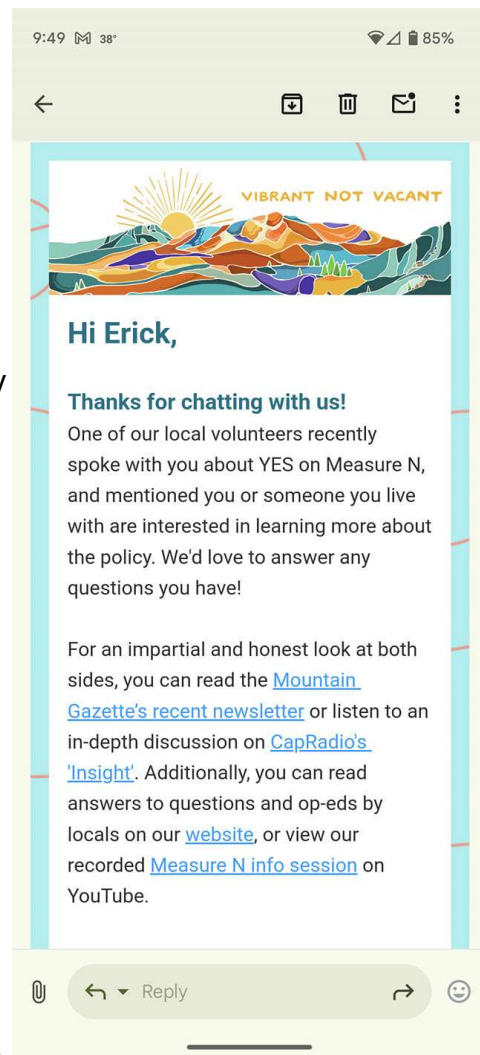 9:49 38°
85%
VIBRANT NOT VACANT
Hi Erick,
Thanks for chatting with us!
One of our local volunteers recently
spoke with you about YES on Measure N,
and mentioned you or someone you live
with are interested in learning more about
the policy. We'd love to answer any
questions you have!
For an impartial and honest look at both
sides, you can read the Mountain
Gazette's recent newsletter or listen to an
in-depth discussion on CapRadio's
'Insight'. Additionally, you can read
answers to questions and op-eds by
locals on our website, or view our
recorded Measure N info session on
YouTube.
Reply